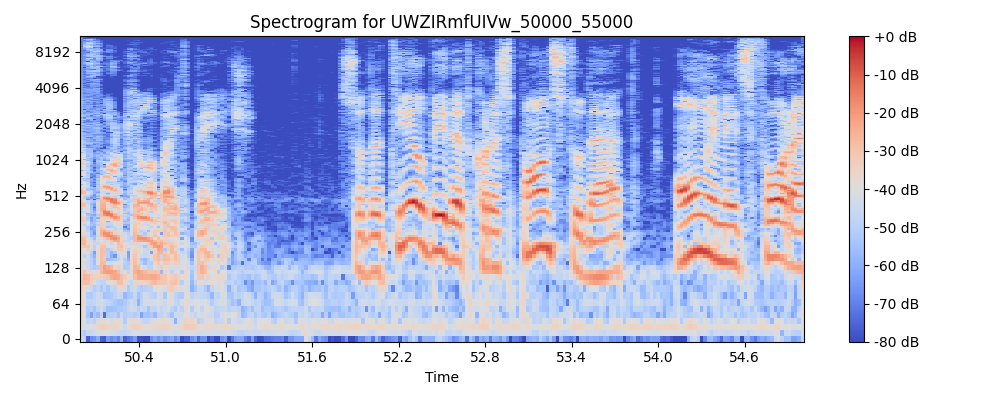 Spectrogram for UWZIRmfUIVw_50000_55000
8192
4096
2048
1024
512
256
128
64
0
Hz
50.4
51.0
51.6
52.2
52.8
53.4
54.0
54.6
Time
+0 dB
-10 dB
-20 dB
-30 dB
-40 dB
-50 dB
-60 dB
-70 dB
-80 dB